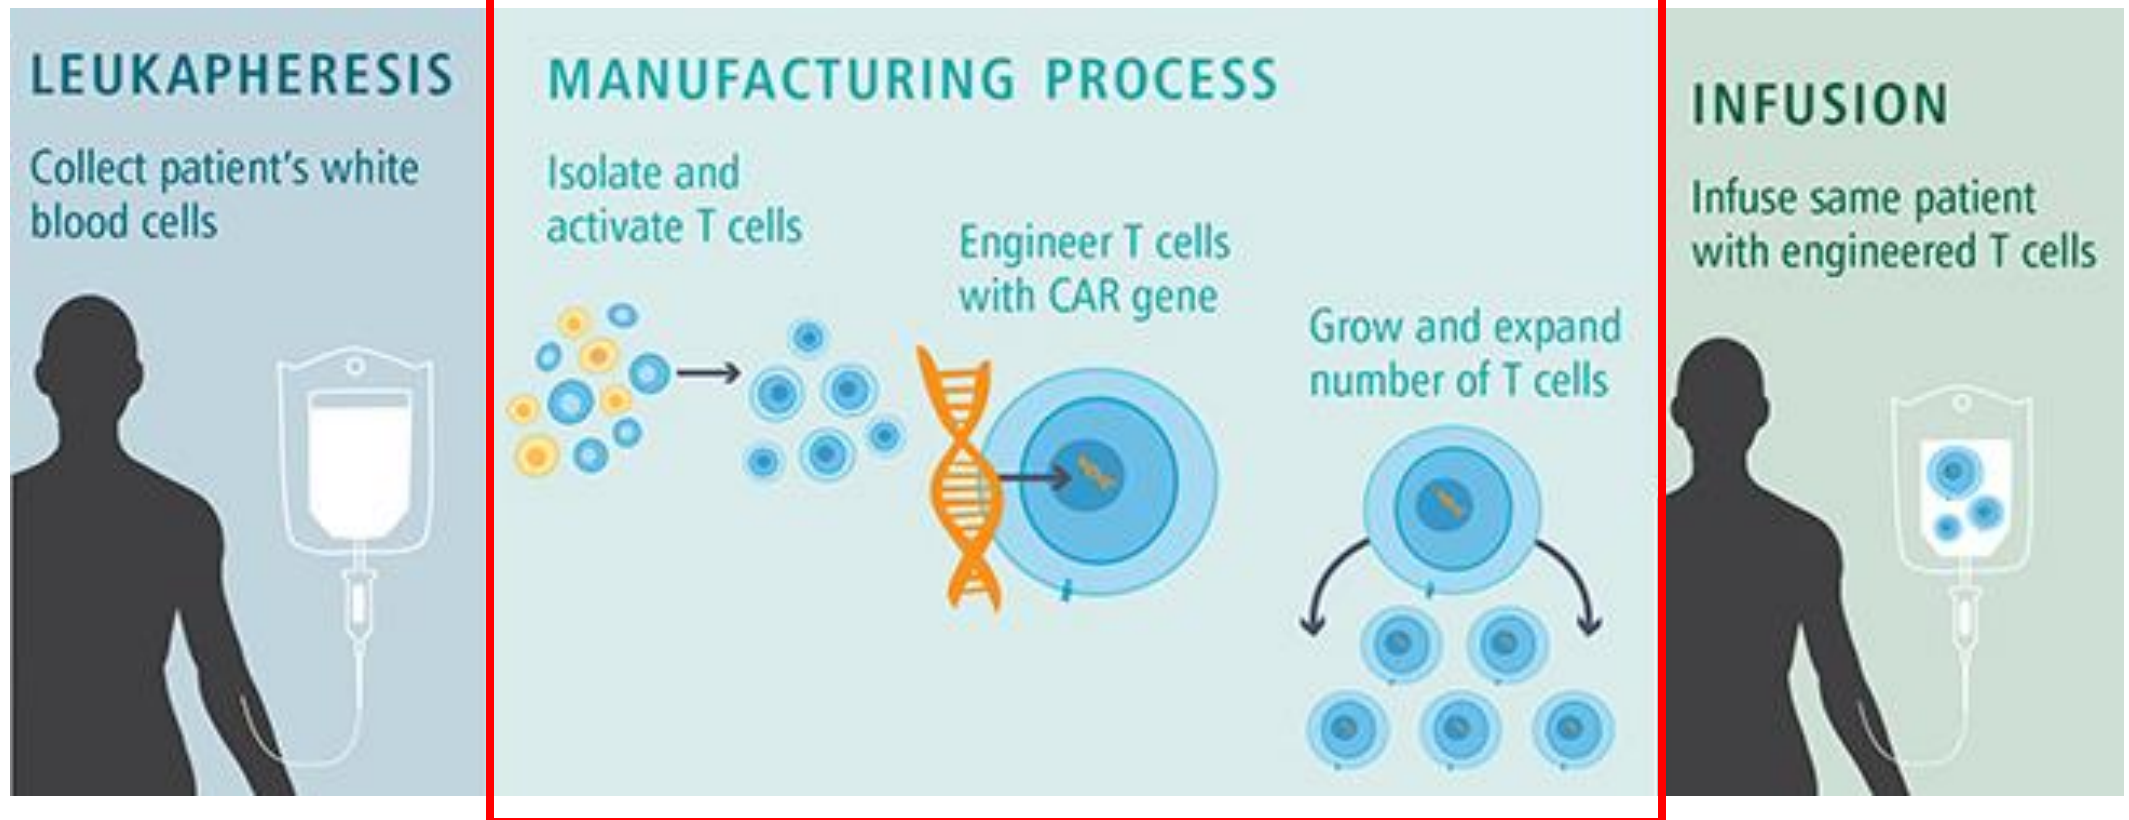 LEUKAPHERESIS
Collect patient's white
blood cells
MANUFACTURING PROCESS
Isolate and
activate T cells
Engineer T cells
with CAR gene
Grow and expand
number of T cells
INFUSION
Infuse same patient
with engineered T cells